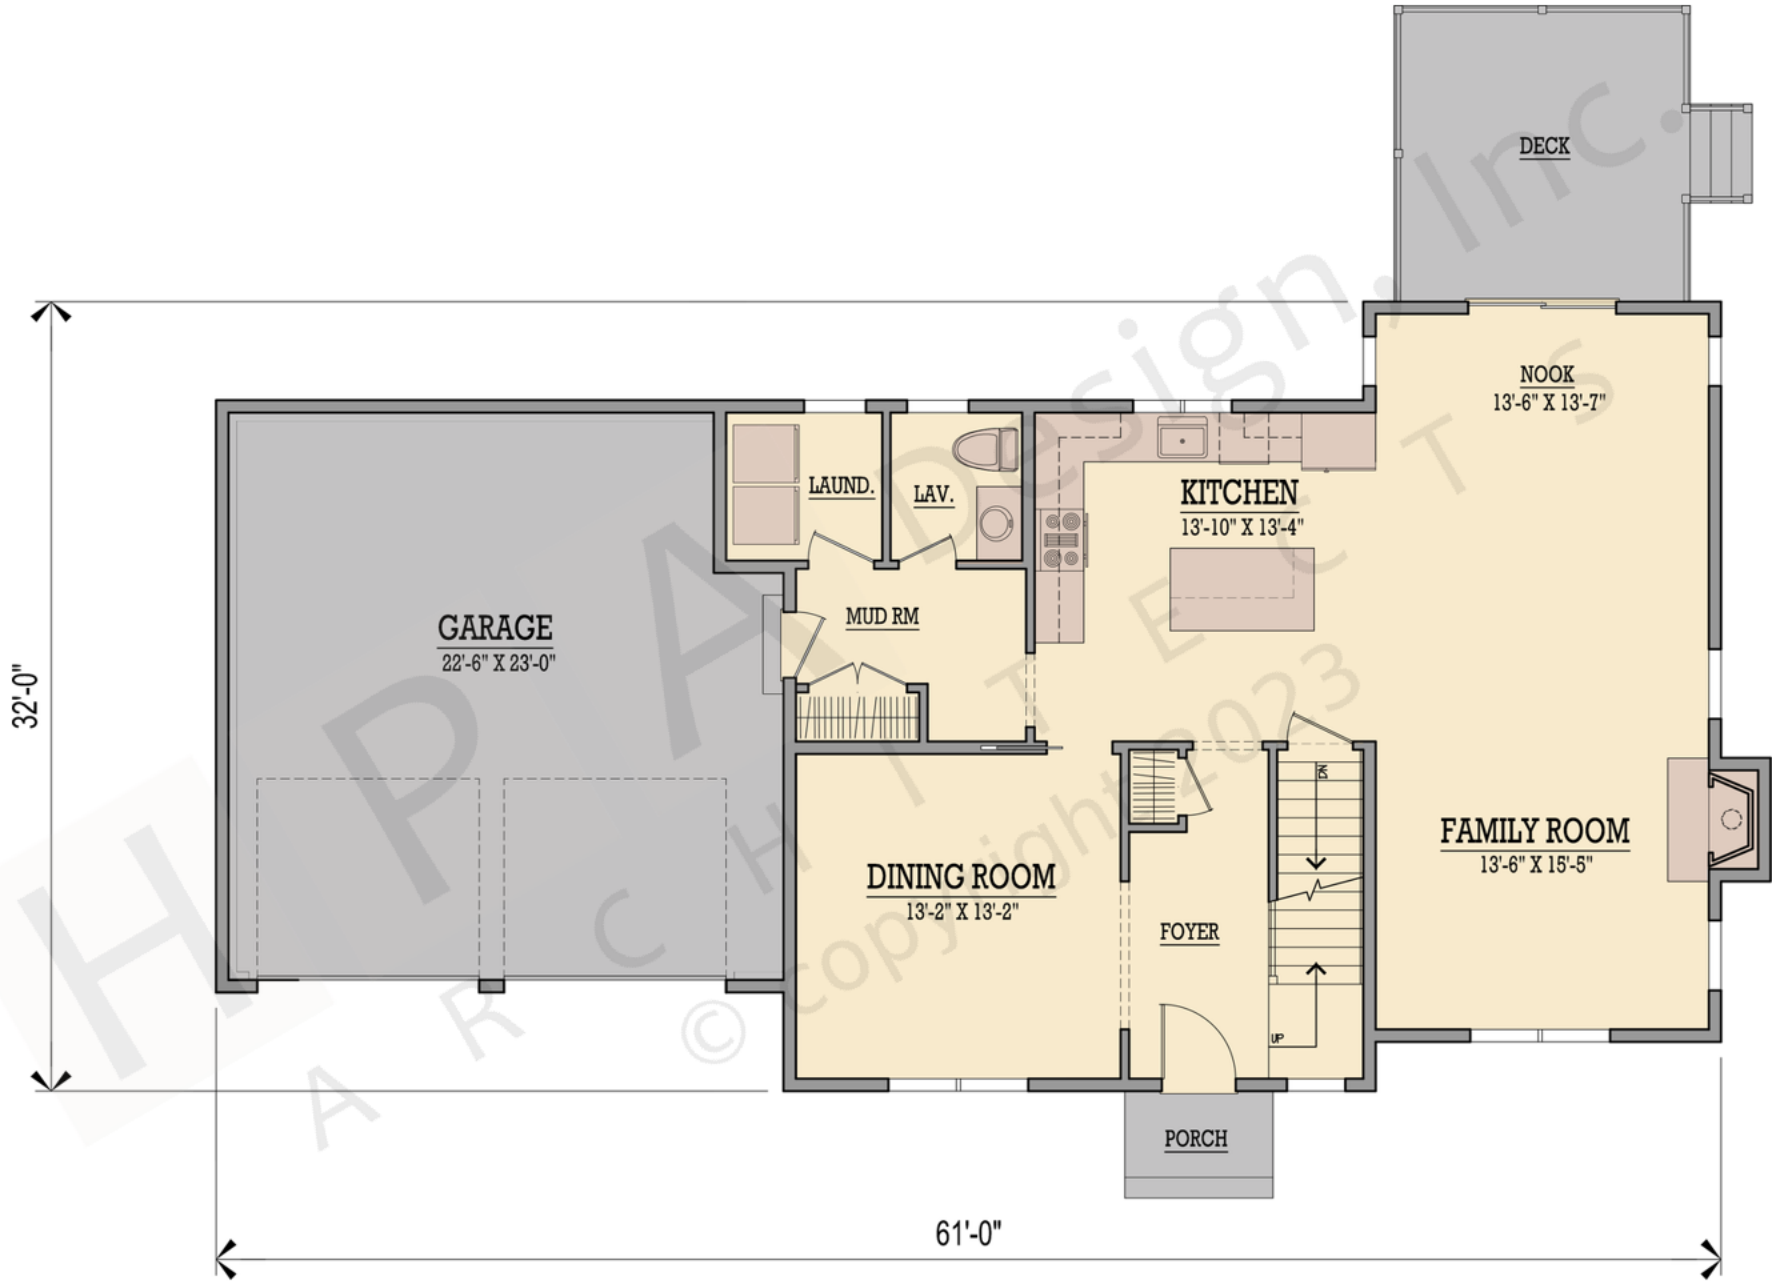 DECK
NOOK
13'-6" X 13'-7"
LAUND.
LAV.
KITCHEN
13'-10" X 13'-4"
MUD RM
GARAGE
22'-6" X 23'-0"
32'-0"
DN
FAMILY ROOM
13'-6" X 15'-5"
DINING ROOM
13'-2" X 13'-2"
FOYER
UP
PORCH
61'-0"
HPA Design, Inc.
ARCHITECTS
© copyright 2023